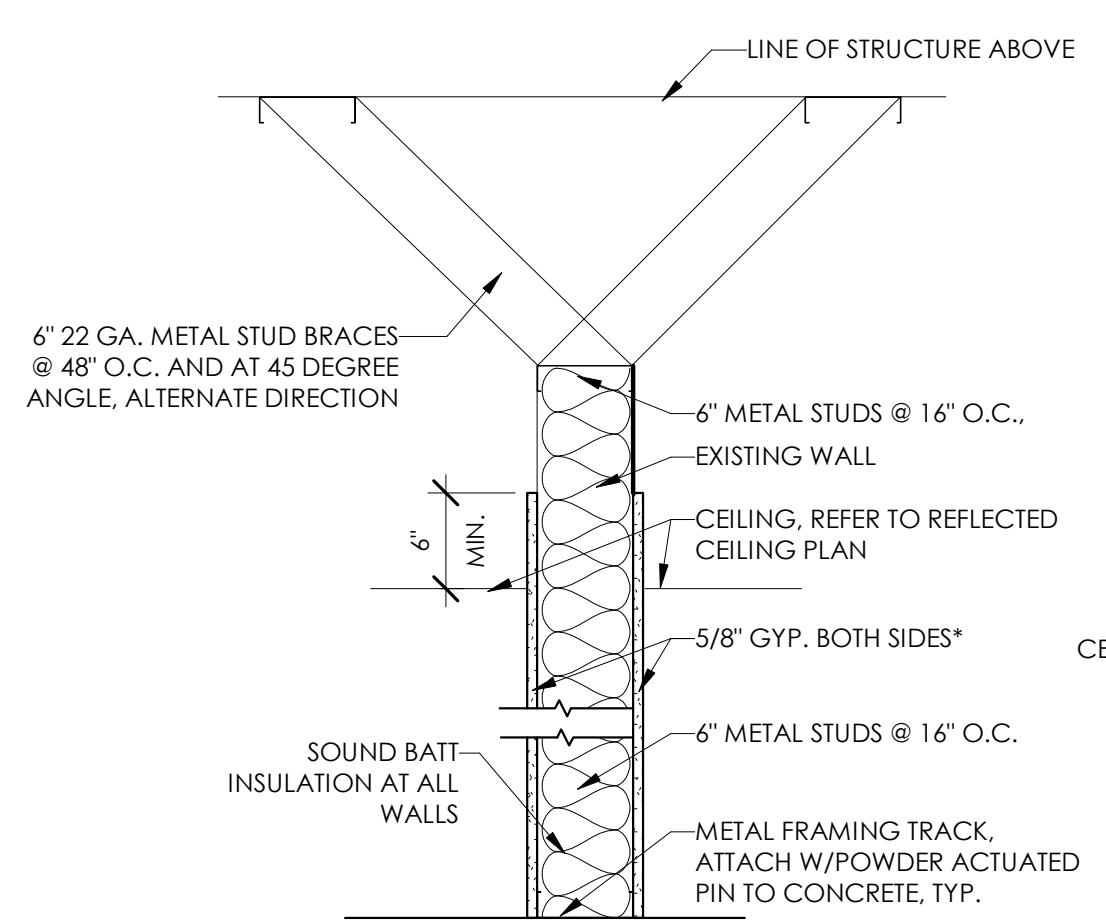 LINE OF STRUCTURE ABOVE
6" 22 GA. METAL STUD BRACES
@ 48" O.C. AND AT 45 DEGREE
ANGLE, ALTERNATE DIRECTION
6" METAL STUDS @ 16" O.C.,
EXISTING WALL
6"
MIN.
CEILING, REFER TO REFLECTED
CEILING PLAN
5/8" GYP. BOTH SIDES*
CE
6" METAL STUDS @ 16" O.C.
SOUND BATT
INSULATION AT ALL
WALLS
METAL FRAMING TRACK,
ATTACH W/POWDER ACTUATED
PIN TO CONCRETE, TYP.